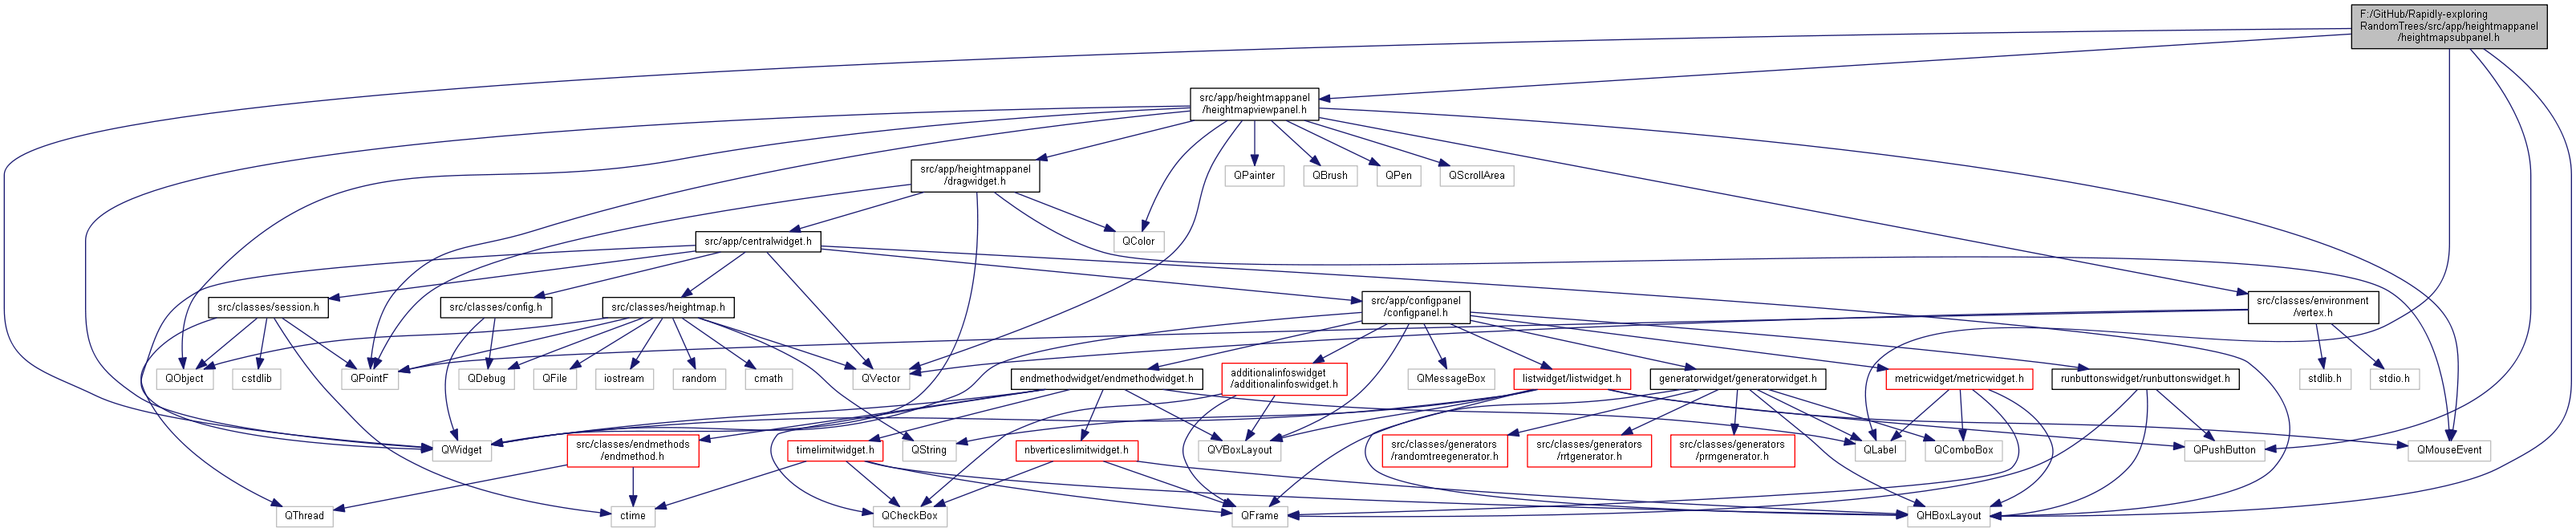 F:/GitHub/Rapidly-exploring
RandomTrees/src/app/heightmappanel
/heightmapsubpanel.h
src/app/heightmappanel
/heightmapviewpanel.h
src/app/heightmappanel
/dragwidget.h
QPainter
QBrush
QPen
QScrollArea
src/app/centralwidget.h
QColor
src/classes/session.h
src/classes/config.h
src/classes/heightmap.h
src/app/configpanel
/configpanel.h
src/classes/environment
/vertex.h
QObject
cstdlib
QPointF
QDebug
QFile
iostream
random
cmath
QVector
endmethodwidget/endmethodwidget.h
additionalinfoswidget
/additionalinfoswidget.h
QMessageBox
listwidget/listwidget.h
generatorwidget/generatorwidget.h
metricwidget/metricwidget.h
runbuttonswidget/runbuttonswidget.h
stdlib.h
stdio.h
QWidget
src/classes/endmethods
/endmethod.h
timelimitwidget.h
QString
nbverticeslimitwidget.h
QVBoxLayout
src/classes/generators
/randomtreegenerator.h
src/classes/generators
/rrtgenerator.h
src/classes/generators
/prmgenerator.h
QLabel
QComboBox
QPushButton
QMouseEvent
QThread
ctime
QCheckBox
QFrame
QHBoxLayout